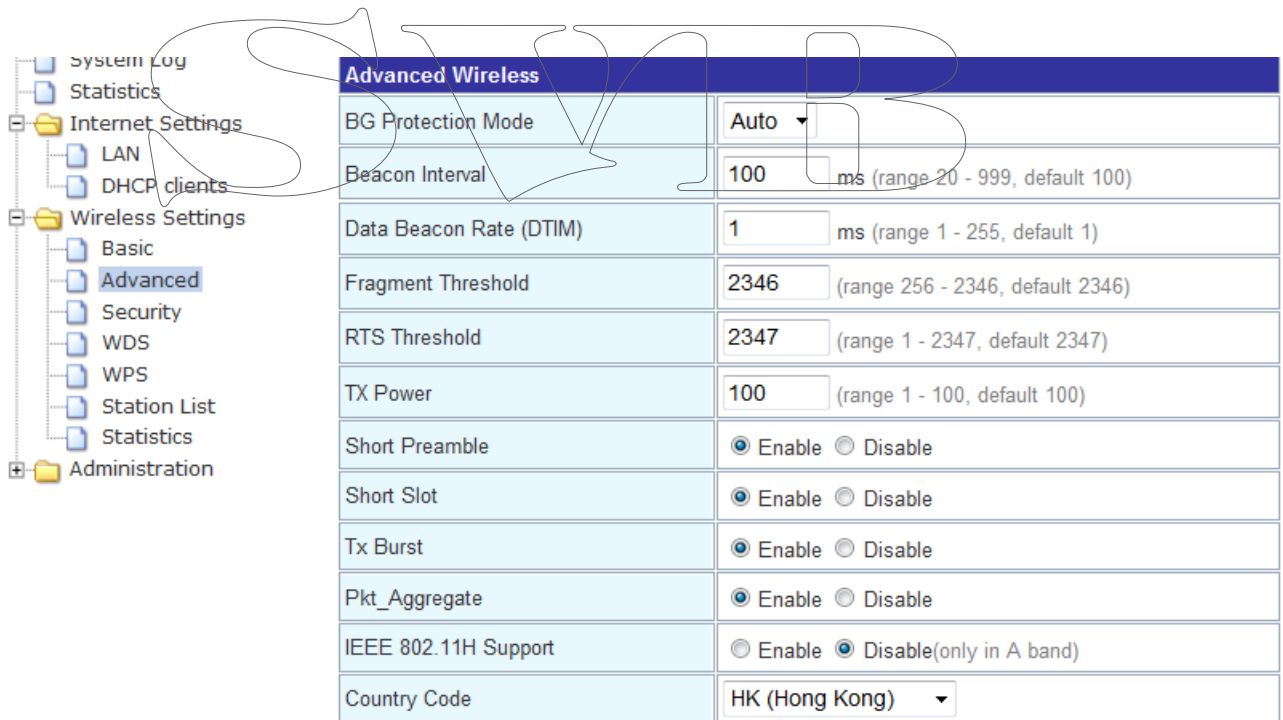 SVIB
System Log
Statistics
Internet Settings
LAN
DHCP clients
Wireless Settings
Basic
Advanced
Security
WDS
WPS
Station List
Statistics
Administration
Advanced Wireless
BG Protection Mode Auto
Beacon Interval 100 ms (range 20 - 999, default 100)
Data Beacon Rate (DTIM) 1 ms (range 1 - 255, default 1)
Fragment Threshold 2346 (range 256 - 2346, default 2346)
RTS Threshold 2347 (range 1 - 2347, default 2347)
TX Power 100 (range 1 - 100, default 100)
Short Preamble Enable Disable
Short Slot Enable Disable
Tx Burst Enable Disable
Pkt_Aggregate Enable Disable
IEEE 802.11H Support Enable Disable(only in A band)
Country Code HK (Hong Kong)